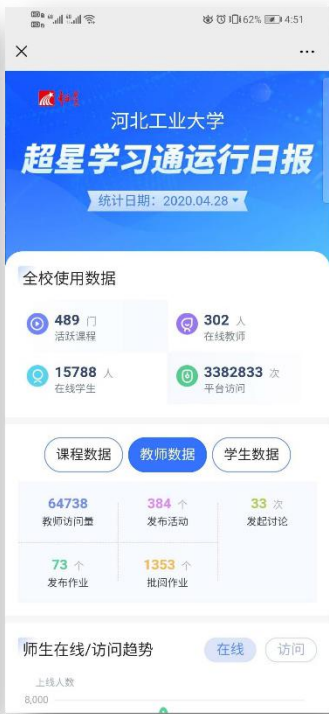 62% 4:51
河北工业大学
超星学习通运行日报
统计日期：2020.04.28
全校使用数据
489 门
活跃课程
302 人
在线教师
15788 人
在线学生
3382833 次
平台访问
课程数据 教师数据 学生数据
64738 384 个 33 次
教师访问量 发布活动 发起讨论
73 个 1353 个
发布作业 批阅作业
师生在线/访问趋势 在线 访问
上线人数
8,000